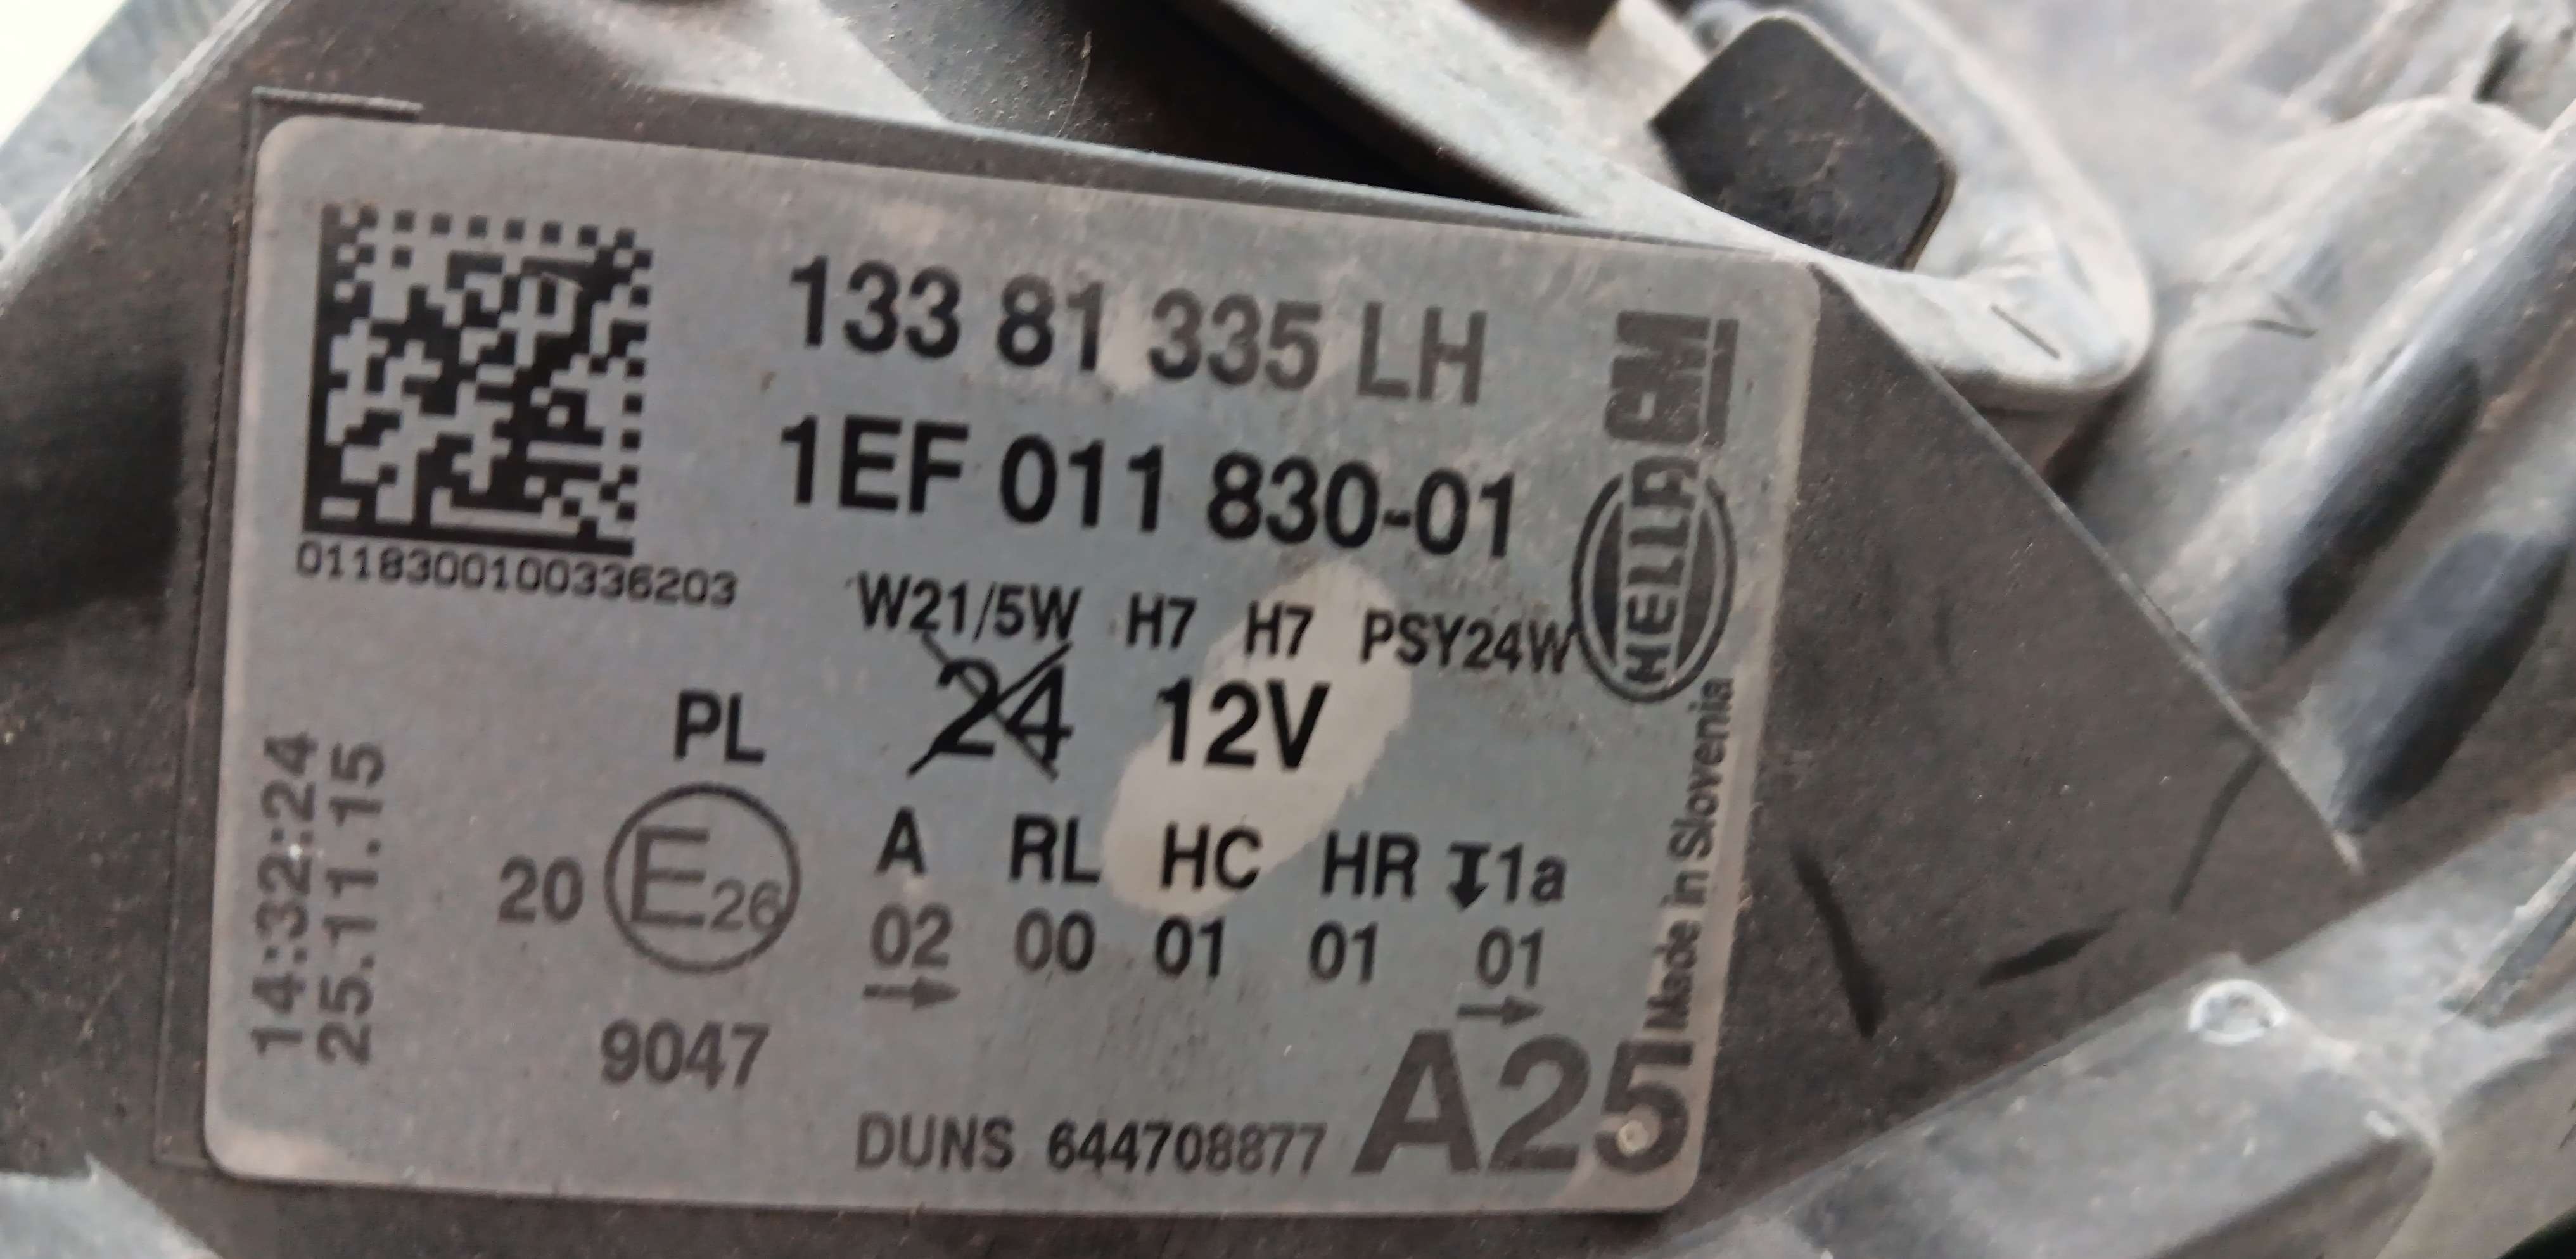 133 81 335 LH
GM
1EF 011 830-01
HELLA
0118300100336203
W21/5W H7 H7 PSY24W
PL 24 12V
A RL HC HR 1a
20 E26
02 00 01 01 01
9047
DUNS 644708877
A25
Made in Slovenia
14:32:24
25.11.15